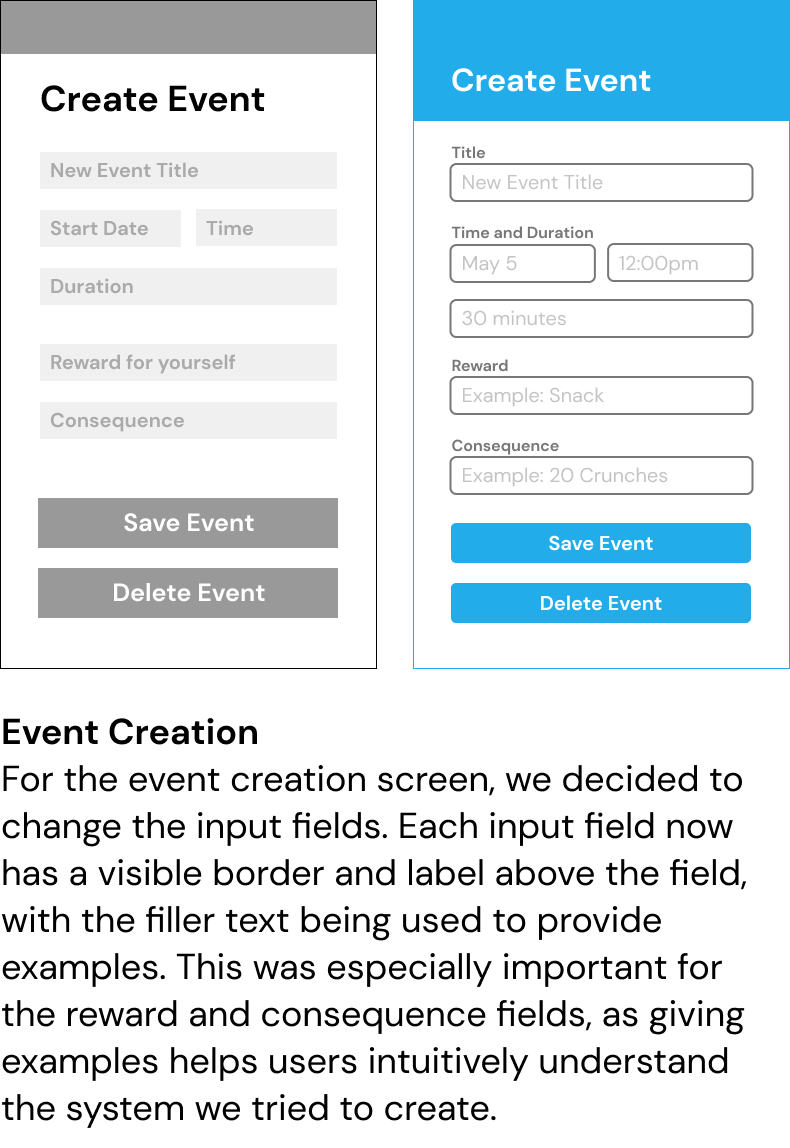 Create Event
New Event Title
Start Date
Time
Duration
Reward for yourself
Consequence
Save Event
Delete Event
Create Event
Title
New Event Title
Time and Duration
May 5
12:00pm
30 minutes
Reward
Example: Snack
Consequence
Example: 20 Crunches
Save Event
Delete Event
Event Creation
For the event creation screen, we decided to
change the input fields. Each input field now
has a visible border and label above the field,
with the filler text being used to provide
examples. This was especially important for
the reward and consequence fields, as giving
examples helps users intuitively understand
the system we tried to create.